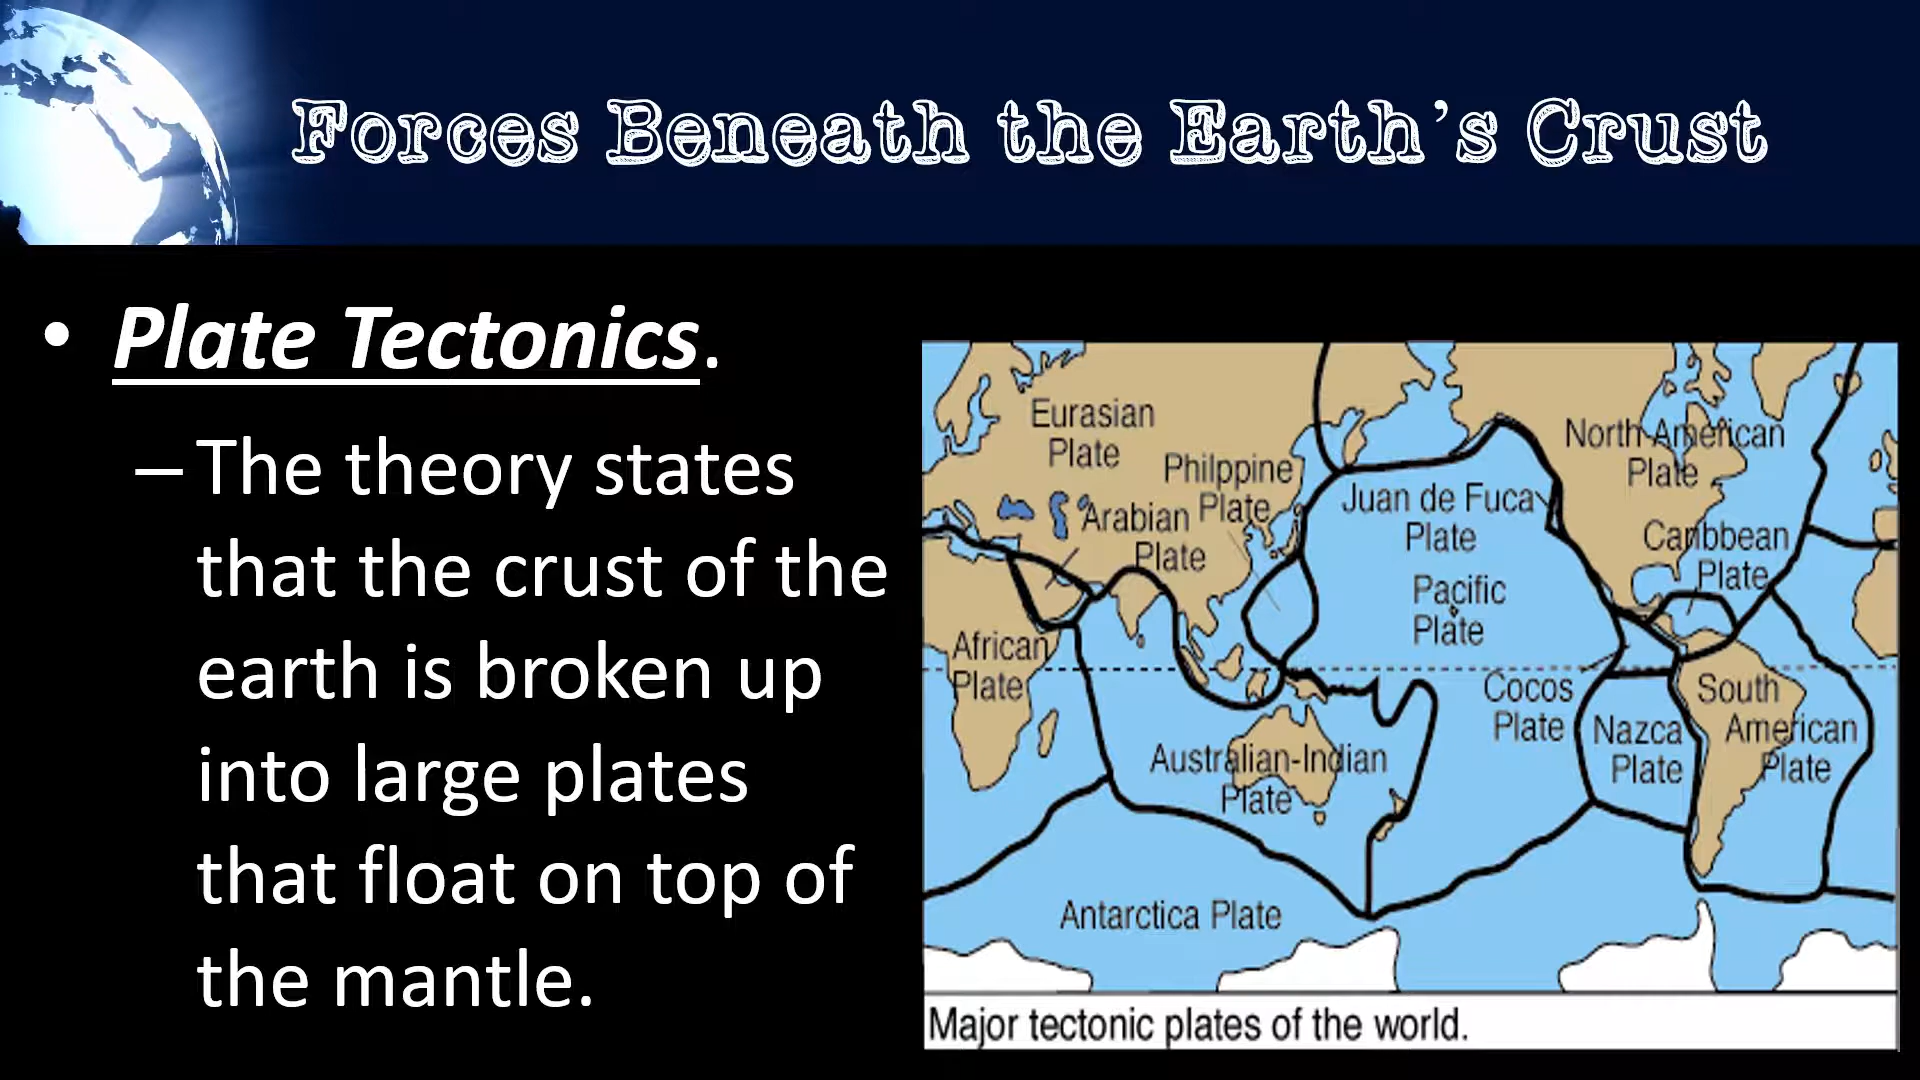 Forces Beneath the Earth's Crust
• Plate Tectonics.
– The theory states
that the crust of the
earth is broken up
into large plates
that float on top of
the mantle.
Eurasian
Plate
Philppine
Plate
Arabian
Plate
Juan de Fuca
Plate
North American
Plate
Caribbean
Plate
Pacific
Plate
African
Plate
Cocos
Plate
Nazca
Plate
South
American
Plate
Australian-Indian
Plate
Antarctica Plate
Major tectonic plates of the world.